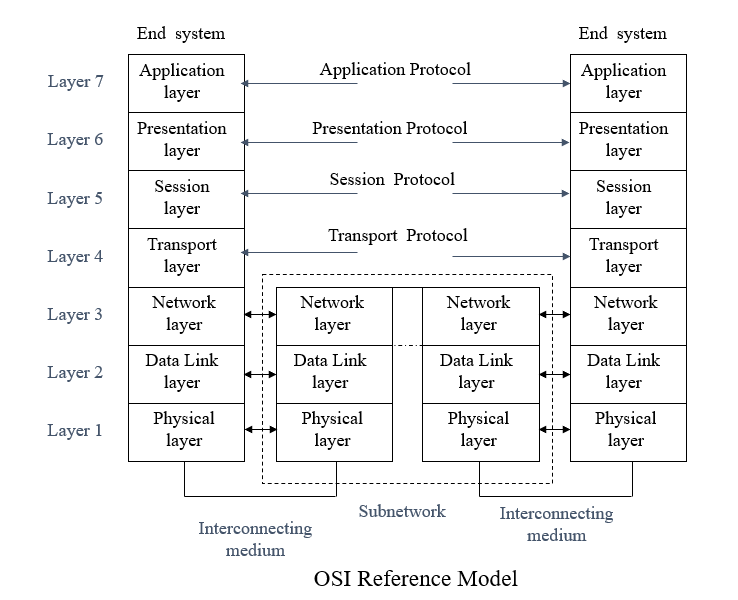 End system
End system
Layer 7
Application
layer
Application Protocol
Application
layer
Layer 6
Presentation
layer
Presentation Protocol
Presentation
layer
Layer 5
Session
layer
Session Protocol
Session
layer
Layer 4
Transport
layer
Transport Protocol
Transport
layer
Layer 3
Network
layer
Network
layer
Network
layer
Network
layer
Layer 2
Data Link
layer
Data Link
layer
Data Link
layer
Data Link
layer
Layer 1
Physical
layer
Physical
layer
Physical
layer
Physical
layer
Subnetwork
Interconnecting
medium
Interconnecting
medium
OSI Reference Model